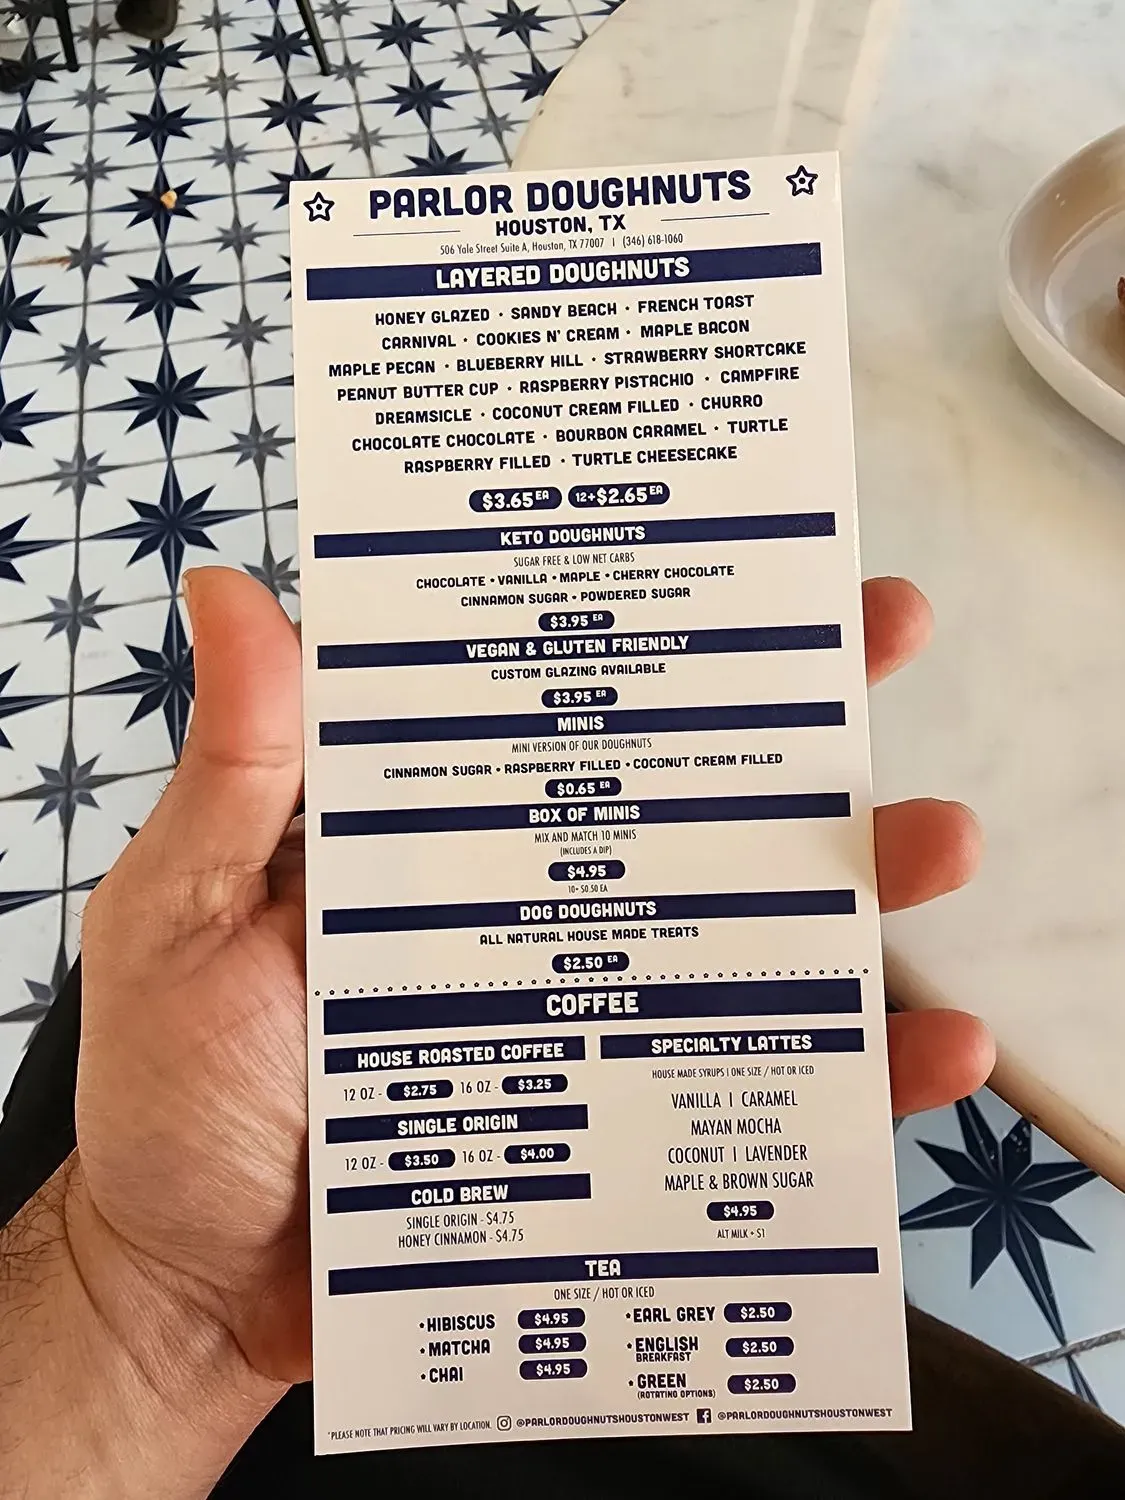 PARLOR DOUGHNUTS
HOUSTON, TX
506 Yale Street Suite A, Houston, TX 77007 | (346) 618-1060
LAYERED DOUGHNUTS
HONEY GLAZED · SANDY BEACH · FRENCH TOAST
CARNIVAL · COOKIES N' CREAM · MAPLE BACON
MAPLE PECAN · BLUEBERRY HILL · STRAWBERRY SHORTCAKE
PEANUT BUTTER CUP · RASPBERRY PISTACHIO · CAMPFIRE
DREAMSICLE · COCONUT CREAM FILLED · CHURRO
CHOCOLATE CHOCOLATE · BOURBON CARAMEL · TURTLE
RASPBERRY FILLED · TURTLE CHEESECAKE
$3.65 EA 12+$2.65 EA
KETO DOUGHNUTS
SUGAR FREE & LOW NET CARBS
CHOCOLATE • VANILLA • MAPLE • CHERRY CHOCOLATE
CINNAMON SUGAR • POWDERED SUGAR
$3.95 EA
VEGAN & GLUTEN FRIENDLY
CUSTOM GLAZING AVAILABLE
$3.95 EA
MINIS
MINI VERSION OF OUR DOUGHNUTS
CINNAMON SUGAR • RASPBERRY FILLED • COCONUT CREAM FILLED
$0.65 EA
BOX OF MINIS
MIX AND MATCH 10 MINIS
(INCLUDES A DIP)
$4.95
10+ $0.50 EA
DOG DOUGHNUTS
ALL NATURAL HOUSE MADE TREATS
$2.50 EA
COFFEE
HOUSE ROASTED COFFEE
12 OZ - $2.75 16 OZ - $3.25
SINGLE ORIGIN
12 OZ - $3.50 16 OZ - $4.00
COLD BREW
SINGLE ORIGIN - $4.75
HONEY CINNAMON - $4.75
SPECIALTY LATTES
HOUSE MADE SYRUPS | ONE SIZE / HOT OR ICED
VANILLA | CARAMEL
MAYAN MOCHA
COCONUT | LAVENDER
MAPLE & BROWN SUGAR
$4.95
ALT MILK + $1
TEA
ONE SIZE / HOT OR ICED
• HIBISCUS $4.95
• MATCHA $4.95
• CHAI $4.95
• EARL GREY $2.50
• ENGLISH BREAKFAST $2.50
• GREEN (ROTATING OPTIONS) $2.50
*PLEASE NOTE THAT PRICING WILL VARY BY LOCATION. @PARLORDOUGHNUTSHOUSTONWEST @PARLORDOUGHNUTSHOUSTONWEST